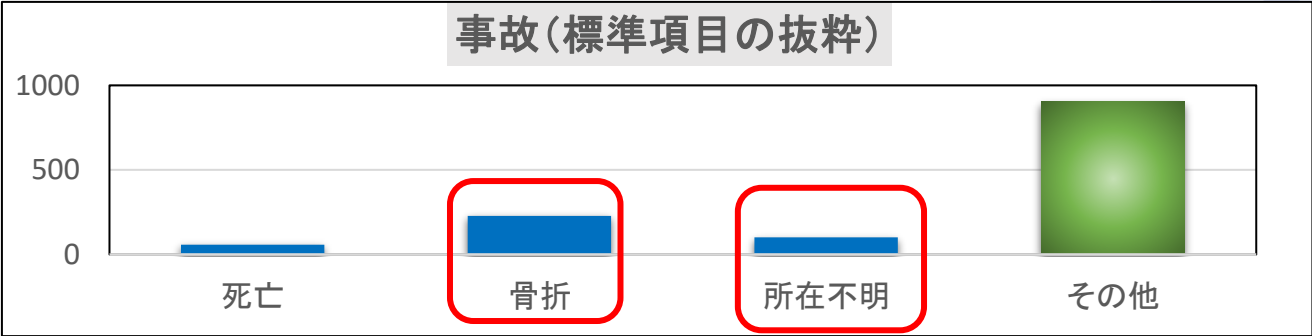 事故(標準項目の抜粋)
1000
500
0
死亡
骨折
所在不明
その他